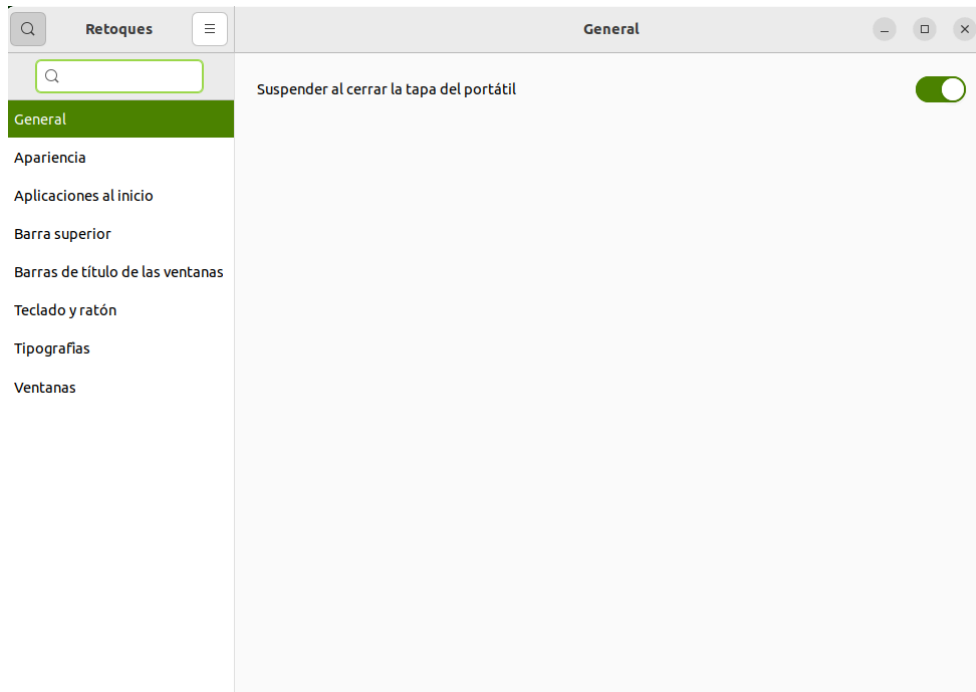 Retoques
General
Suspender al cerrar la tapa del portátil
General
Apariencia
Aplicaciones al inicio
Barra superior
Barras de título de las ventanas
Teclado y ratón
Tipografías
Ventanas